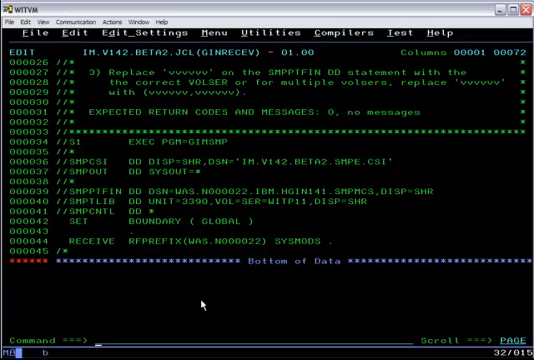 WITVM
File Edit View Communication Actions Window Help
File Edit Edit_Settings Menu Utilities Compilers Test Help
EDIT IM.V142.BETA2.JCL(GINRECEV) - 01.00 Columns 00001 00072
000026 //* *
000027 //* 3) Replace 'vvvvvv' on the SMPPTFIN DD statement with the *
000028 //* the correct VOLSER or for multiple volsers, replace 'vvvvvv' *
000029 //* with (vvvvvv,vvvvvv). *
000030 //* *
000031 //* EXPECTED RETURN CODES AND MESSAGES: 0, no messages *
000032 //* *
000033 //*********************************************************************
000034 //S1 EXEC PGM=GIMSMP
000035 //*
000036 //SMPCSI DD DISP=SHR,DSN='IM.V142.BETA2.SMPE.CSI'
000037 //SMPOUT DD SYSOUT=*
000038 //*
000039 //SMPPTFIN DD DSN=WAS.N000022.IBM.HGIN141.SMPMCS,DISP=SHR
000040 //SMPTLIB DD UNIT=3390,VOL=SER=WITP11,DISP=SHR
000041 //SMPCNTL DD *
000042 SET BOUNDARY ( GLOBAL )
000043 .
000044 RECEIVE RFPREFIX(WAS.N000022) SYSMODS .
000045 /*
****** **************************** Bottom of Data ****************************
Command ===> Scroll ===> PAGE
b 32/015